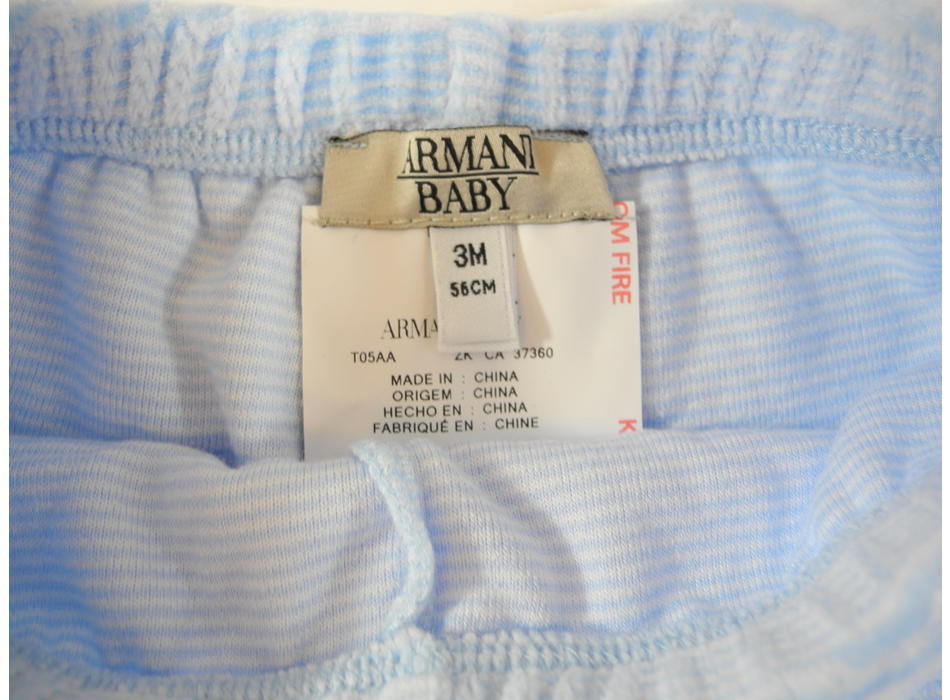 ARMANI
BABY
3M
56CM
ARMA
T05AA 2K CA 37360
MADE IN : CHINA
ORIGEM : CHINA
HECHO EN : CHINA
FABRIQUÉ EN : CHINE
OM FIRE
K